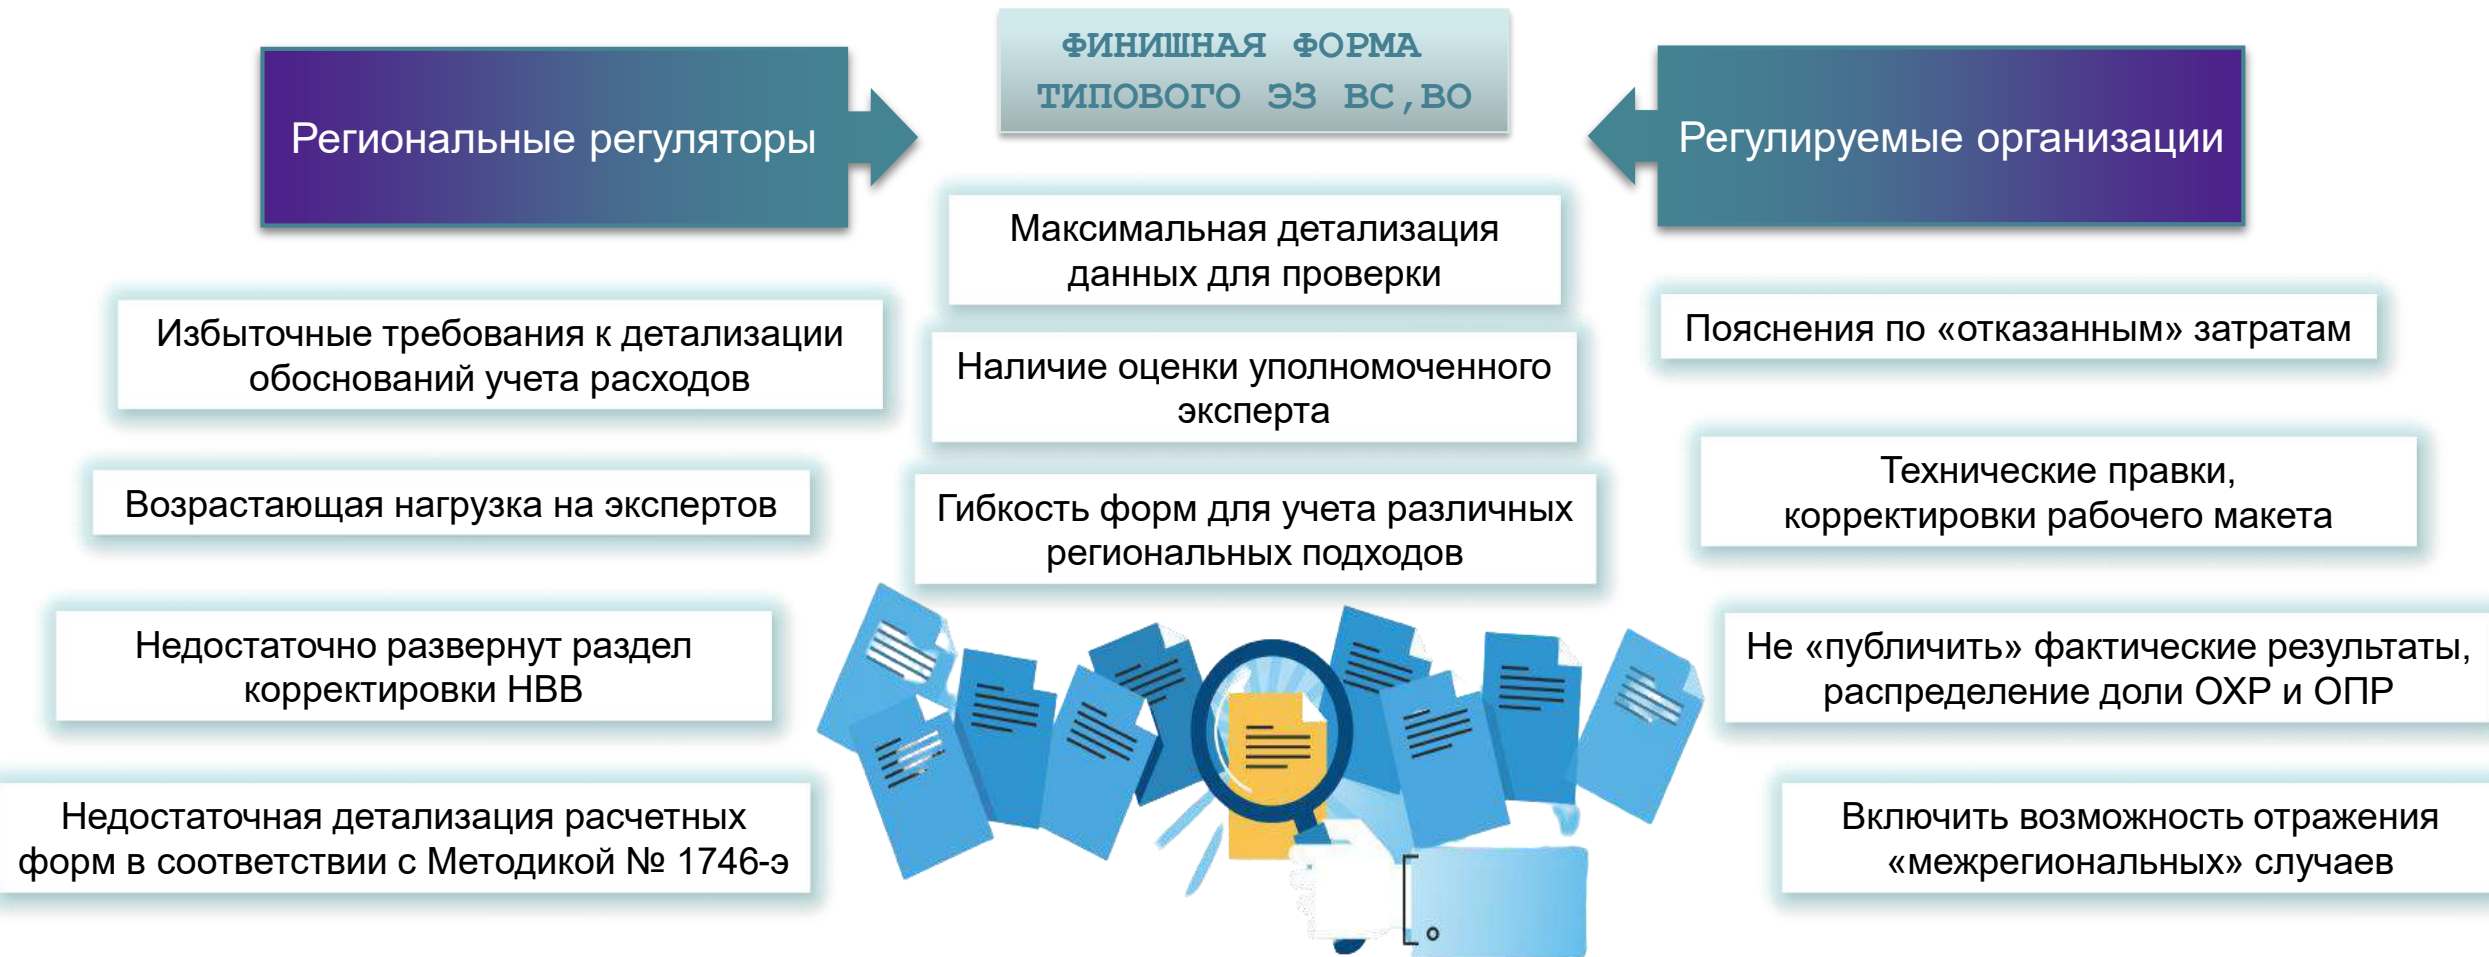 ФИНИШНАЯ ФОРМА
ТИПОВОГО ЭЗ ВС,ВО
Региональные регуляторы
Избыточные требования к детализации
обоснований учета расходов
Возрастающая нагрузка на экспертов
Недостаточно развернут раздел
корректировки НВВ
Недостаточная детализация расчетных
форм в соответствии с Методикой № 1746-э
Максимальная детализация
данных для проверки
Наличие оценки уполномоченного
эксперта
Гибкость форм для учета различных
региональных подходов
Регулируемые организации
Пояснения по «отказанным» затратам
Технические правки,
корректировки рабочего макета
Не «публичить» фактические результаты,
распределение доли ОХР и ОПР
Включить возможность отражения
«межрегиональных» случаев